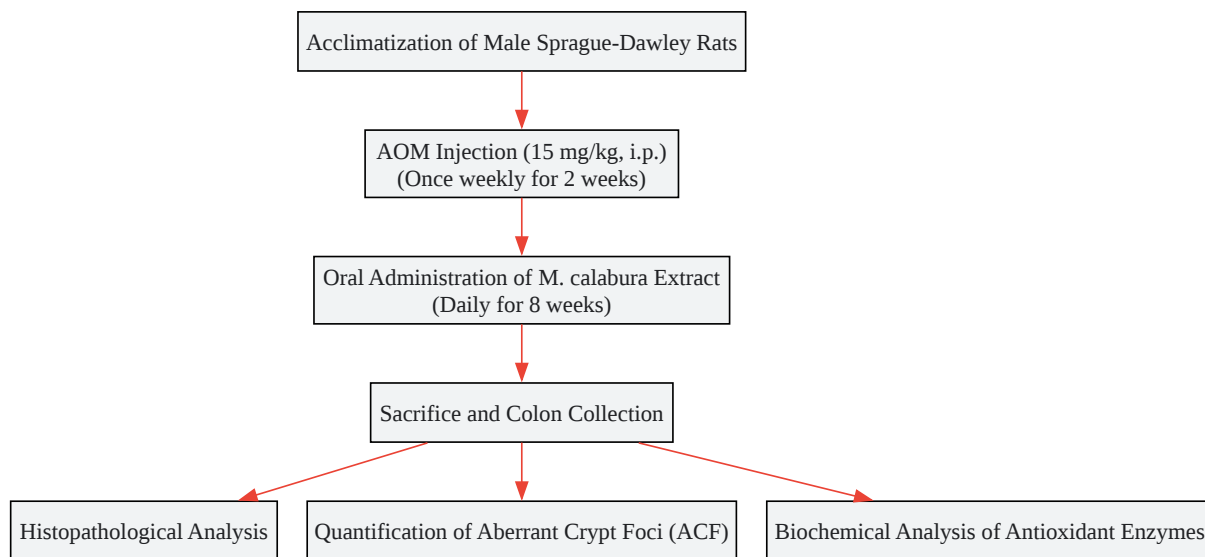 Acclimatization of Male Sprague-Dawley Rats
AOM Injection (15 mg/kg, i.p.)
(Once weekly for 2 weeks)
Oral Administration of M. calabura Extract
(Daily for 8 weeks)
Sacrifice and Colon Collection
Histopathological Analysis
Quantification of Aberrant Crypt Foci (ACF)
Biochemical Analysis of Antioxidant Enzymes